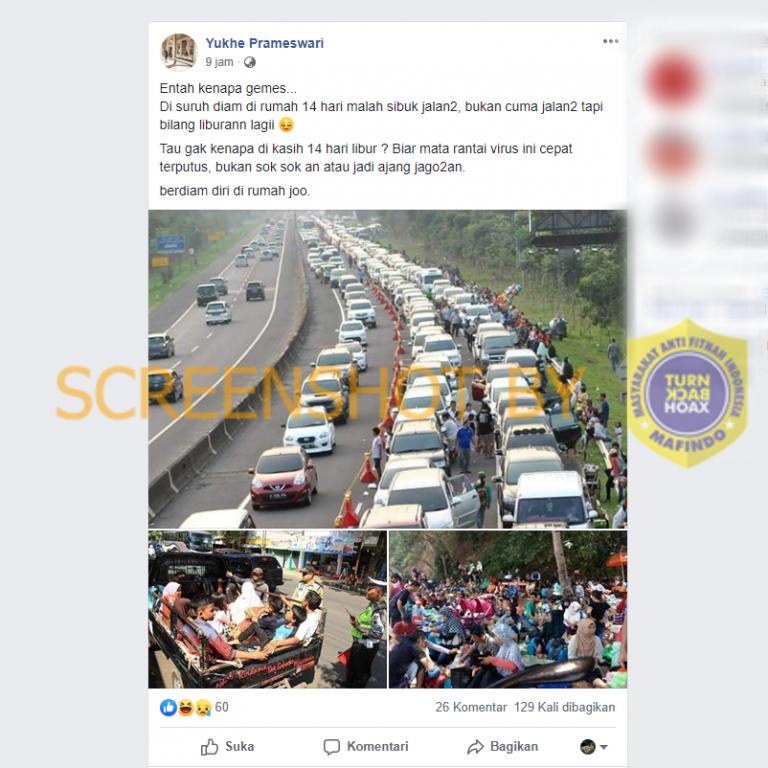 Yukhe Prameswari
9 jam ·
Entah kenapa gemes...
Di suruh diam di rumah 14 hari malah sibuk jalan2, bukan cuma jalan2 tapi
bilang liburann lagii
Tau gak kenapa di kasih 14 hari libur ? Biar mata rantai virus ini cepat
terputus, bukan sok sok an atau jadi ajang jago2an.
berdiam diri di rumah joo.
SCREENSHOT BY
MASYARAKAT ANTI FITNAH INDONESIA
TURN
BACK
HOAX
MAFINDO
60
26 Komentar 129 Kali dibagikan
Suka Komentari Bagikan